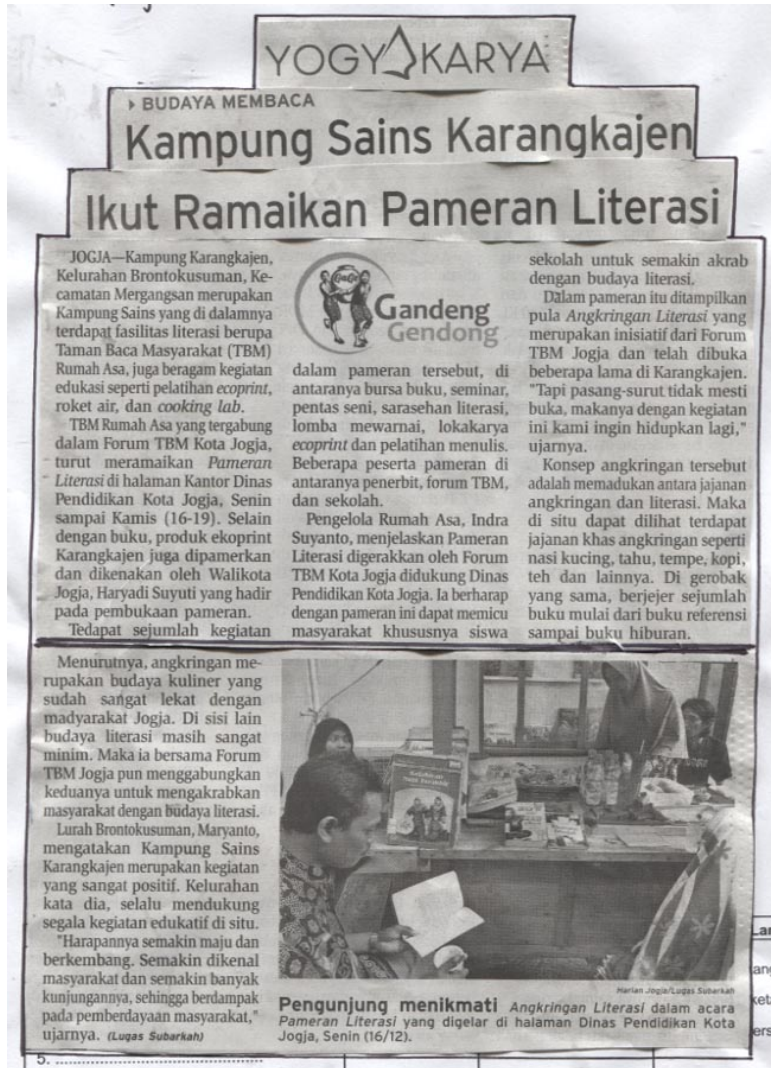 YOGYAKARYA
BUDAYA MEMBACA
Kampung Sains Karangkajen
Ikut Ramaikan Pameran Literasi
JOGJA—Kampung Karangkajen,
Kelurahan Brontokusuman, Ke-
camatan Mergangsan merupakan
Kampung Sains yang di dalamnya
terdapat fasilitas literasi berupa
Taman Baca Masyarakat (TBM)
Rumah Asa, juga beragam kegiatan
edukasi seperti pelatihan ecoprint,
roket air, dan cooking lab.
TBM Rumah Asa yang tergabung
dalam Forum TBM Kota Jogja,
turut meramaikan Pameran
Literasi di halaman Kantor Dinas
Pendidikan Kota Jogja, Senin
sampai Kamis (16-19). Selain
dengan buku, produk ekoprint
Karangkajen juga dipamerkan
dan dikenakan oleh Walikota
Jogja, Haryadi Suyuti yang hadir
pada pembukaan pameran.
Tedapat sejumlah kegiatan
Gandeng
Gendong
dalam pameran tersebut, di
antaranya bursa buku, seminar,
pentas seni, sarasehan literasi,
lomba mewarnai, lokakarya
ecoprint dan pelatihan menulis.
Beberapa peserta pameran di
antaranya penerbit, forum TBM,
dan sekolah.
Pengelola Rumah Asa, Indra
Suyanto, menjelaskan Pameran
Literasi digerakkan oleh Forum
TBM Kota Jogja didukung Dinas
Pendidikan Kota Jogja. Ia berharap
dengan pameran ini dapat memicu
masyarakat khususnya siswa
sekolah untuk semakin akrab
dengan budaya literasi.
Dalam pameran itu ditampilkan
pula Angkringan Literasi yang
merupakan inisiatif dari Forum
TBM Jogja dan telah dibuka
beberapa lama di Karangkajen.
"Tapi pasang-surut tidak mesti
buka, makanya dengan kegiatan
ini kami ingin hidupkan lagi,"
ujarnya.
Konsep angkringan tersebut
adalah memadukan antara jajanan
angkringan dan literasi. Maka
di situ dapat dilihat terdapat
jajanan khas angkringan seperti
nasi kucing, tahu, tempe, kopi,
teh dan lainnya. Di gerobak
yang sama, berjejer sejumlah
buku mulai dari buku referensi
sampai buku hiburan.
Menurutnya, angkringan me-
rupakan budaya kuliner yang
sudah sangat lekat dengan
madyarakat Jogja. Di sisi lain
budaya literasi masih sangat
minim. Maka ia bersama Forum
TBM Jogja pun menggabungkan
keduanya untuk mengakrabkan
masyarakat dengan budaya literasi.
Lurah Brontokusuman, Maryanto,
mengatakan Kampung Sains
Karangkajen merupakan kegiatan
yang sangat positif. Kelurahan
kata dia, selalu mendukung
segala kegiatan edukatif di situ.
"Harapannya semakin maju dan
berkembang. Semakin dikenal
masyarakat dan semakin banyak
kunjungannya, sehingga berdampak
pada pemberdayaan masyarakat,"
ujarnya. (Lugas Subarkah)
Harian Jogja/Lugas Subarkah
Pengunjung menikmati Angkringan Literasi dalam acara
Pameran Literasi yang digelar di halaman Dinas Pendidikan Kota
Jogja, Senin (16/12).
5.